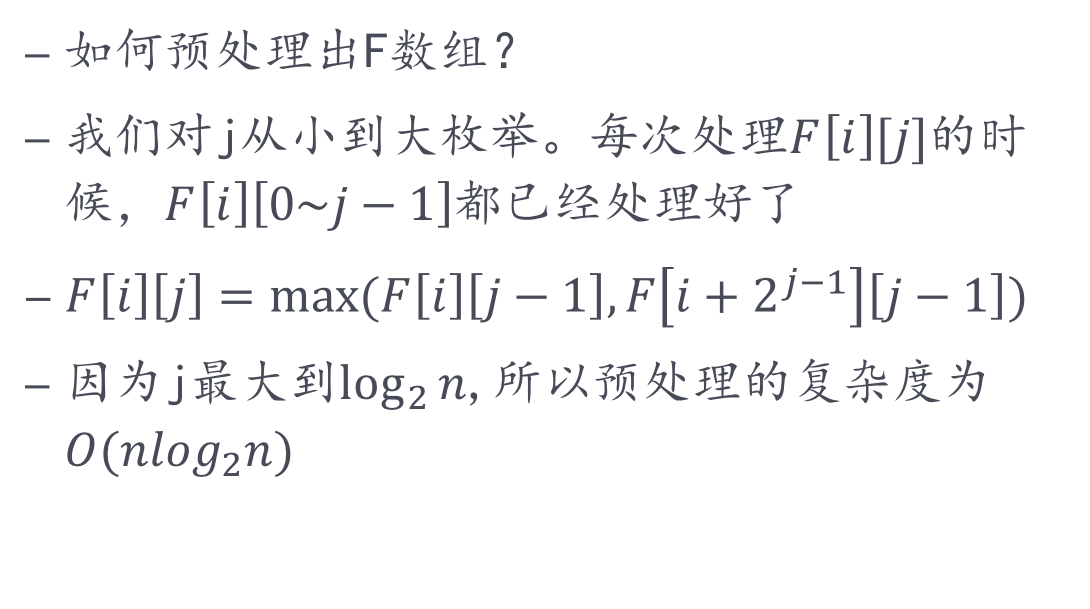 – 如何预处理出F数组？
– 我们对j从小到大枚举。每次处理F[i][j]的时
候，F[i][0~j − 1]都已经处理好了
– F[i][j] = max(F[i][j − 1], F[i + 2^{j−1}][j − 1])
– 因为j最大到log₂ n, 所以预处理的复杂度为
O(nlog₂n)